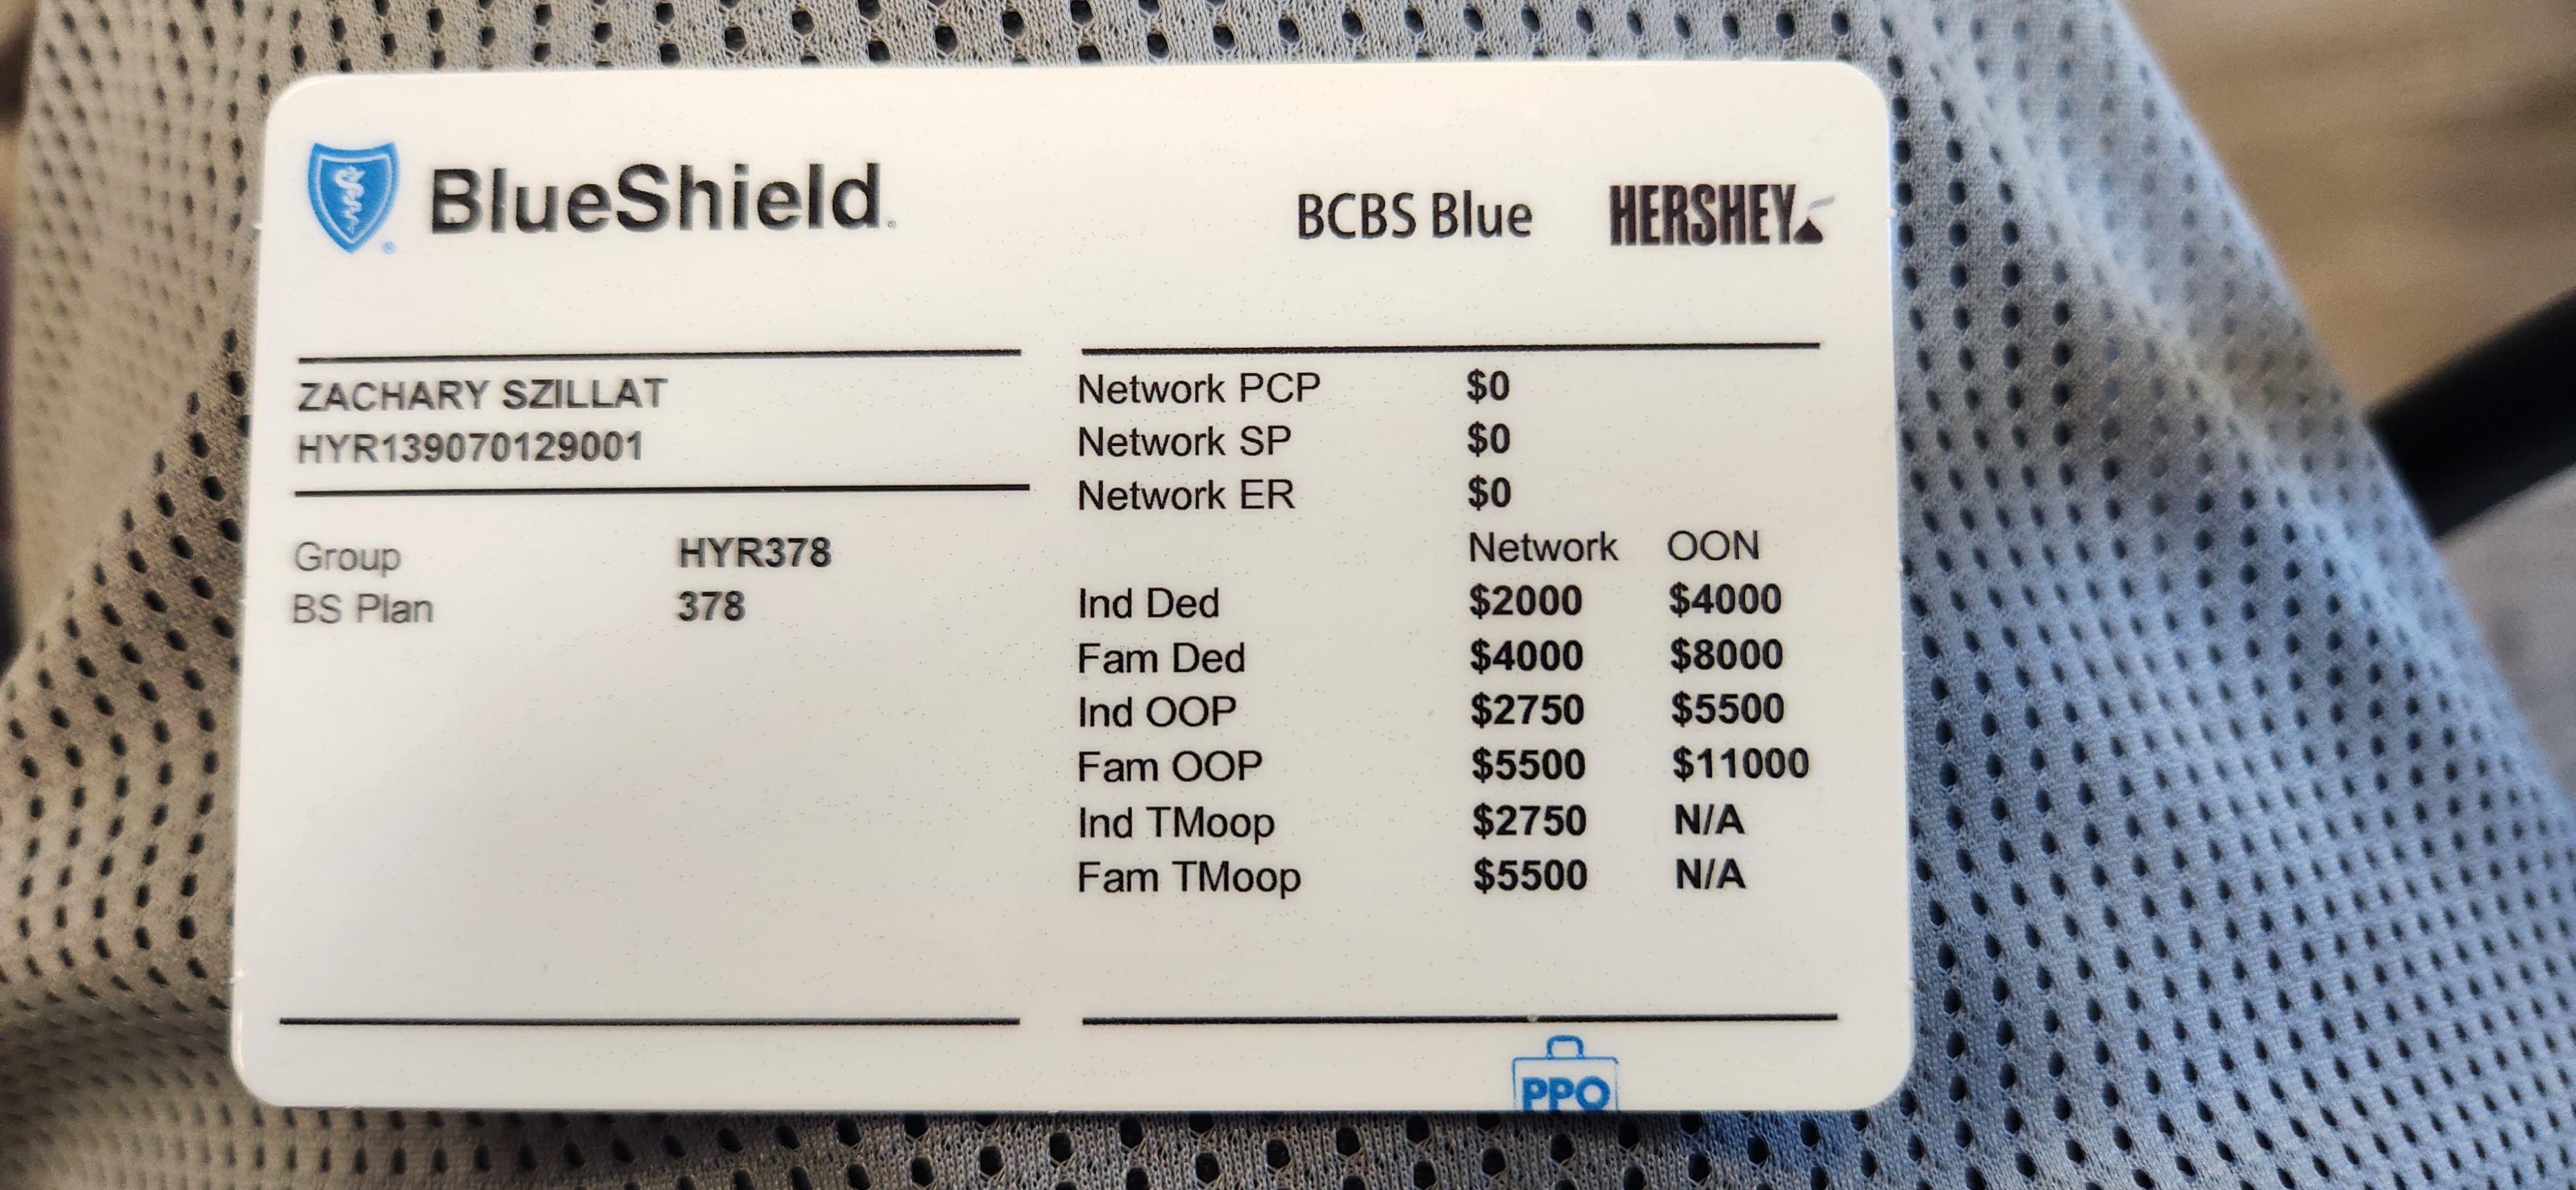 BlueShield
BCBS Blue HERSHEY
ZACHARY SZILLAT
HYR139070129001
Group HYR378
BS Plan 378
Network PCP $0
Network SP $0
Network ER $0
Network OON
Ind Ded $2000 $4000
Fam Ded $4000 $8000
Ind OOP $2750 $5500
Fam OOP $5500 $11000
Ind TMoop $2750 N/A
Fam TMoop $5500 N/A
PPO